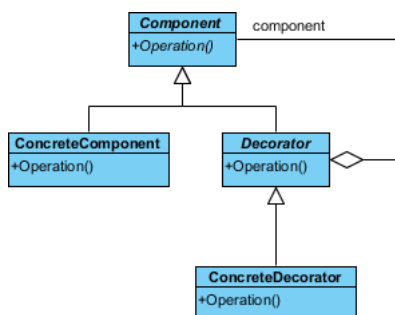 Component
+Operation()
component
ConcreteComponent
+Operation()
Decorator
+Operation()
ConcreteDecorator
+Operation()